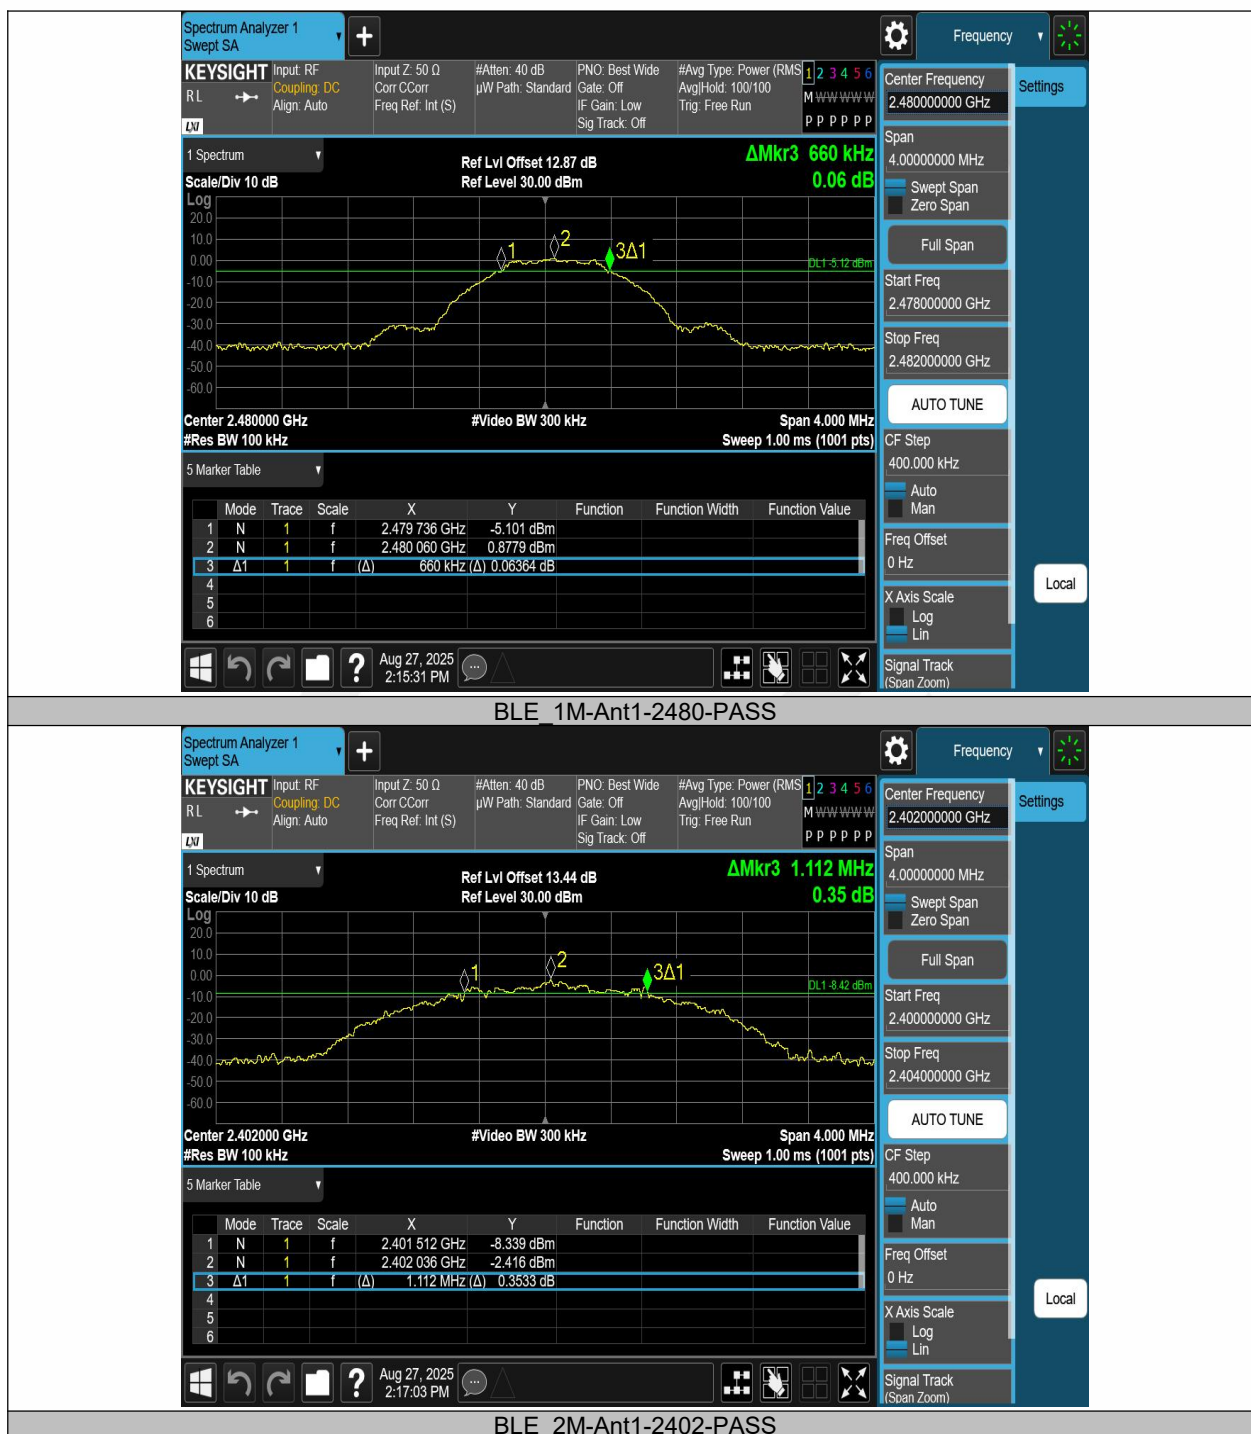 Spectrum Analyzer 1
Swept SA
Frequency
KEYSIGHT
RL
LXI
Input: RF
Coupling: DC
Align: Auto
Input Z: 50 Ω
Corr CCorr
Freq Ref: Int (S)
#Atten: 40 dB
µW Path: Standard
PNO: Best Wide
Gate: Off
IF Gain: Low
Sig Track: Off
#Avg Type: Power (RMS
Avg|Hold: 100/100
Trig: Free Run
1 2 3 4 5 6
M W W W W W
P P P P P P
Center Frequency
2.480000000 GHz
Settings
Span
4.00000000 MHz
Swept Span
Zero Span
Full Span
Start Freq
2.478000000 GHz
Stop Freq
2.482000000 GHz
AUTO TUNE
CF Step
400.000 kHz
Auto
Man
Freq Offset
0 Hz
X Axis Scale
Log
Lin
Signal Track
(Span Zoom)
Local
1 Spectrum
Scale/Div 10 dB
Ref Lvl Offset 12.87 dB
Ref Level 30.00 dBm
ΔMkr3 660 kHz
0.06 dB
Log
20.0
10.0
0.00
-10.0
-20.0
-30.0
-40.0
-50.0
-60.0
1
2
3Δ1
DL1 -5.12 dBm
Center 2.480000 GHz
#Video BW 300 kHz
Span 4.000 MHz
#Res BW 100 kHz
Sweep 1.00 ms (1001 pts)
5 Marker Table
Mode Trace Scale X Y Function Function Width Function Value
1 N 1 f 2.479 736 GHz -5.101 dBm
2 N 1 f 2.480 060 GHz 0.8779 dBm
3 Δ1 1 f (Δ) 660 kHz (Δ) 0.06364 dB
4
5
6
?
Aug 27, 2025
2:15:31 PM
BLE_1M-Ant1-2480-PASS
Spectrum Analyzer 1
Swept SA
Frequency
KEYSIGHT
RL
LXI
Input: RF
Coupling: DC
Align: Auto
Input Z: 50 Ω
Corr CCorr
Freq Ref: Int (S)
#Atten: 40 dB
µW Path: Standard
PNO: Best Wide
Gate: Off
IF Gain: Low
Sig Track: Off
#Avg Type: Power (RMS
Avg|Hold: 100/100
Trig: Free Run
1 2 3 4 5 6
M W W W W W
P P P P P P
Center Frequency
2.402000000 GHz
Settings
Span
4.00000000 MHz
Swept Span
Zero Span
Full Span
Start Freq
2.400000000 GHz
Stop Freq
2.404000000 GHz
AUTO TUNE
CF Step
400.000 kHz
Auto
Man
Freq Offset
0 Hz
X Axis Scale
Log
Lin
Signal Track
(Span Zoom)
Local
1 Spectrum
Scale/Div 10 dB
Ref Lvl Offset 13.44 dB
Ref Level 30.00 dBm
ΔMkr3 1.112 MHz
0.35 dB
Log
20.0
10.0
0.00
-10.0
-20.0
-30.0
-40.0
-50.0
-60.0
1
2
3Δ1
DL1 -8.42 dBm
Center 2.402000 GHz
#Video BW 300 kHz
Span 4.000 MHz
#Res BW 100 kHz
Sweep 1.00 ms (1001 pts)
5 Marker Table
Mode Trace Scale X Y Function Function Width Function Value
1 N 1 f 2.401 512 GHz -8.339 dBm
2 N 1 f 2.402 036 GHz -2.416 dBm
3 Δ1 1 f (Δ) 1.112 MHz (Δ) 0.3533 dB
4
5
6
?
Aug 27, 2025
2:17:03 PM
BLE_2M-Ant1-2402-PASS